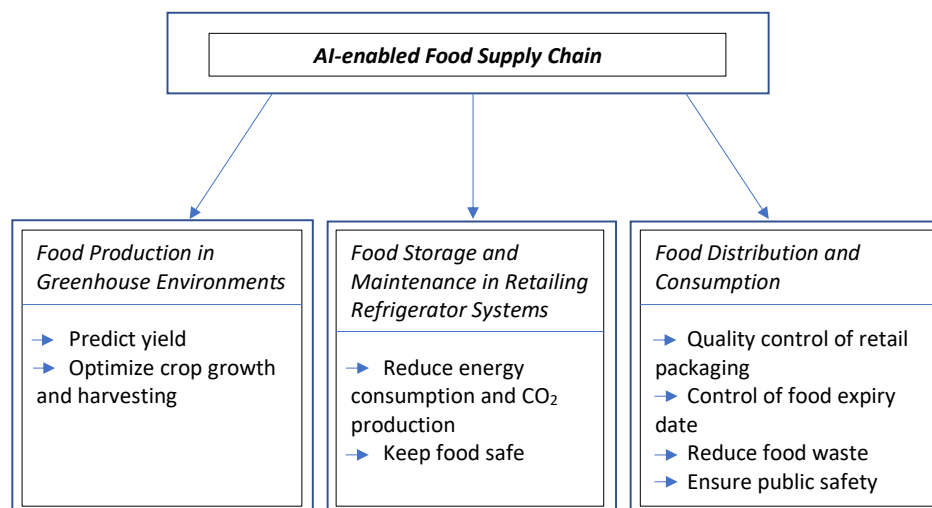 AI-enabled Food Supply Chain
Food Production in
Greenhouse Environments
Predict yield
Optimize crop growth
and harvesting
Food Storage and
Maintenance in Retailing
Refrigerator Systems
Reduce energy
consumption and CO₂
production
Keep food safe
Food Distribution and
Consumption
Quality control of retail
packaging
Control of food expiry
date
Reduce food waste
Ensure public safety